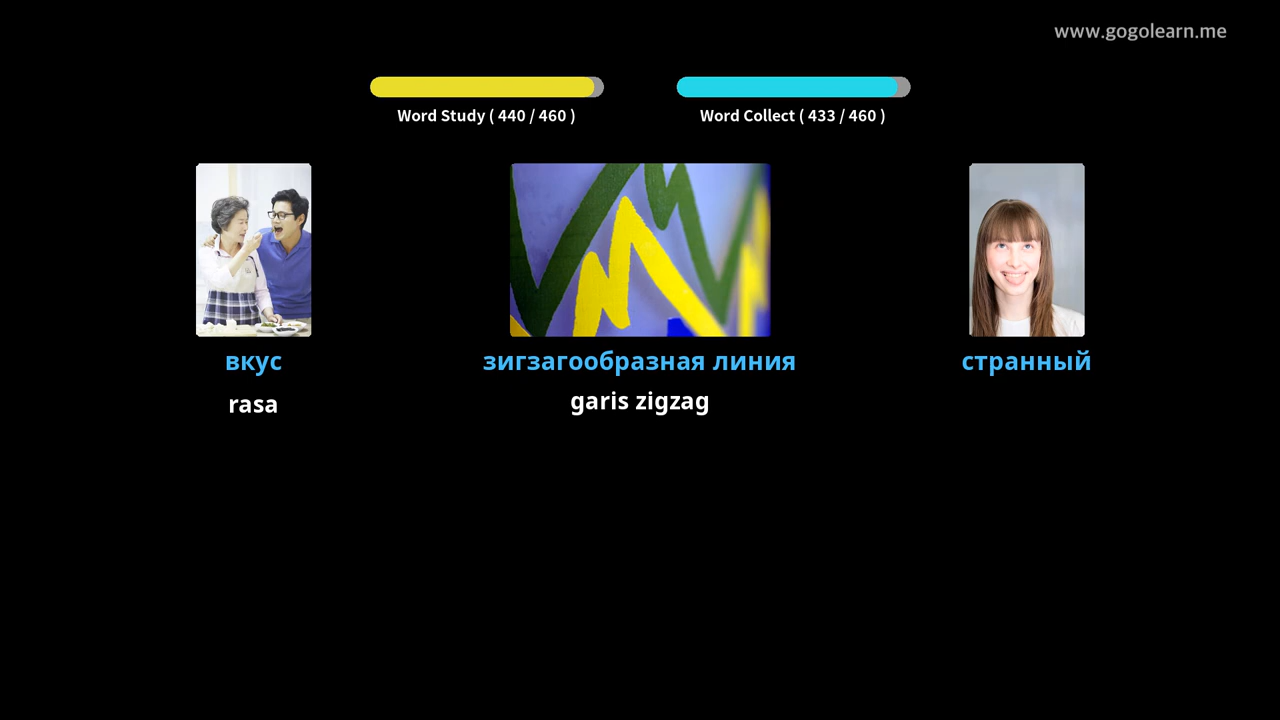 www.gogolearn.me
Word Study ( 440 / 460 )
Word Collect ( 433 / 460 )
вкус
зигзагообразная линия
странный
rasa
garis zigzag